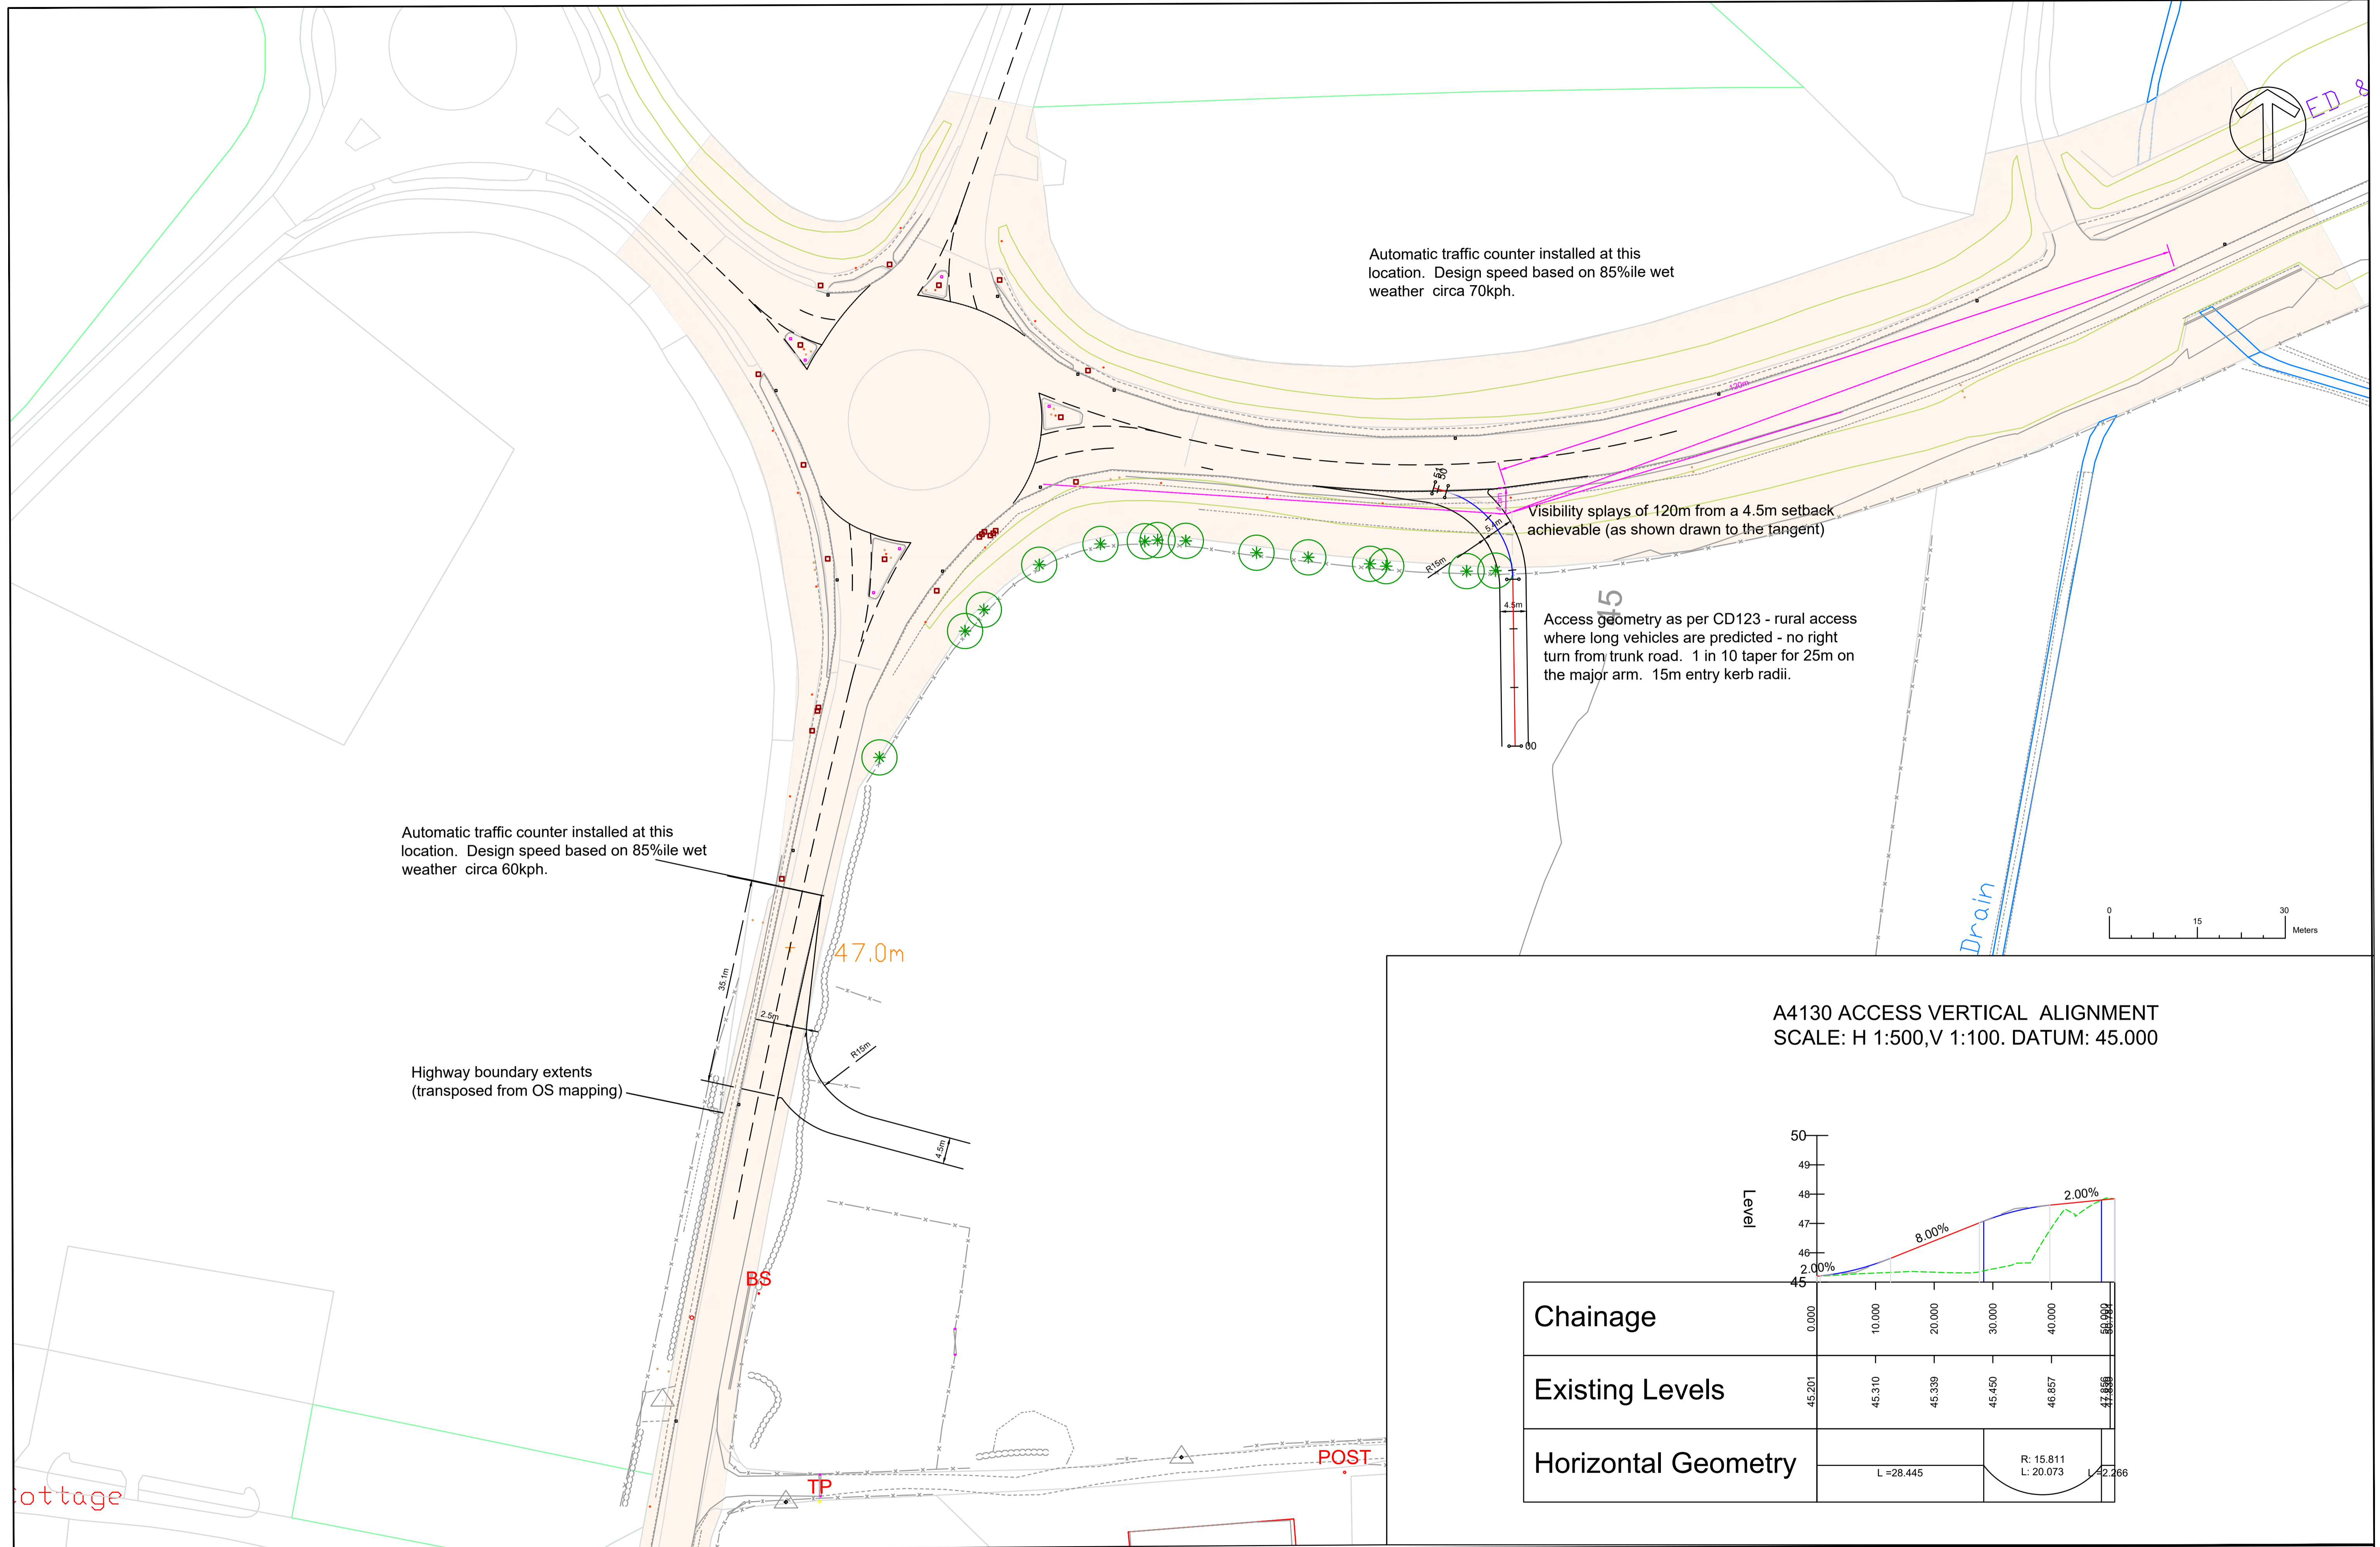 ED &
Automatic traffic counter installed at this
location. Design speed based on 85%ile wet
weather circa 70kph.
120m
50
Visibility splays of 120m from a 4.5m setback
achievable (as shown drawn to the tangent)
R15m
4.5m
45
Access geometry as per CD123 - rural access
where long vehicles are predicted - no right
turn from trunk road. 1 in 10 taper for 25m on
the major arm. 15m entry kerb radii.
00
Automatic traffic counter installed at this
location. Design speed based on 85%ile wet
weather circa 60kph.
47.0m
35.1m
2.5m
R15m
Highway boundary extents
(transposed from OS mapping)
4.5m
Drain
0
15
30
Meters
BS
TP
POST
ottage
A4130 ACCESS VERTICAL ALIGNMENT
SCALE: H 1:500,V 1:100. DATUM: 45.000
Level
50
49
48
47
46
45
2.00%
8.00%
2.00%
Chainage
0.000
10.000
20.000
30.000
40.000
50.000
Existing Levels
45.201
45.310
45.339
45.450
46.857
Horizontal Geometry
L =28.445
R: 15.811
L: 20.073
L =2.266